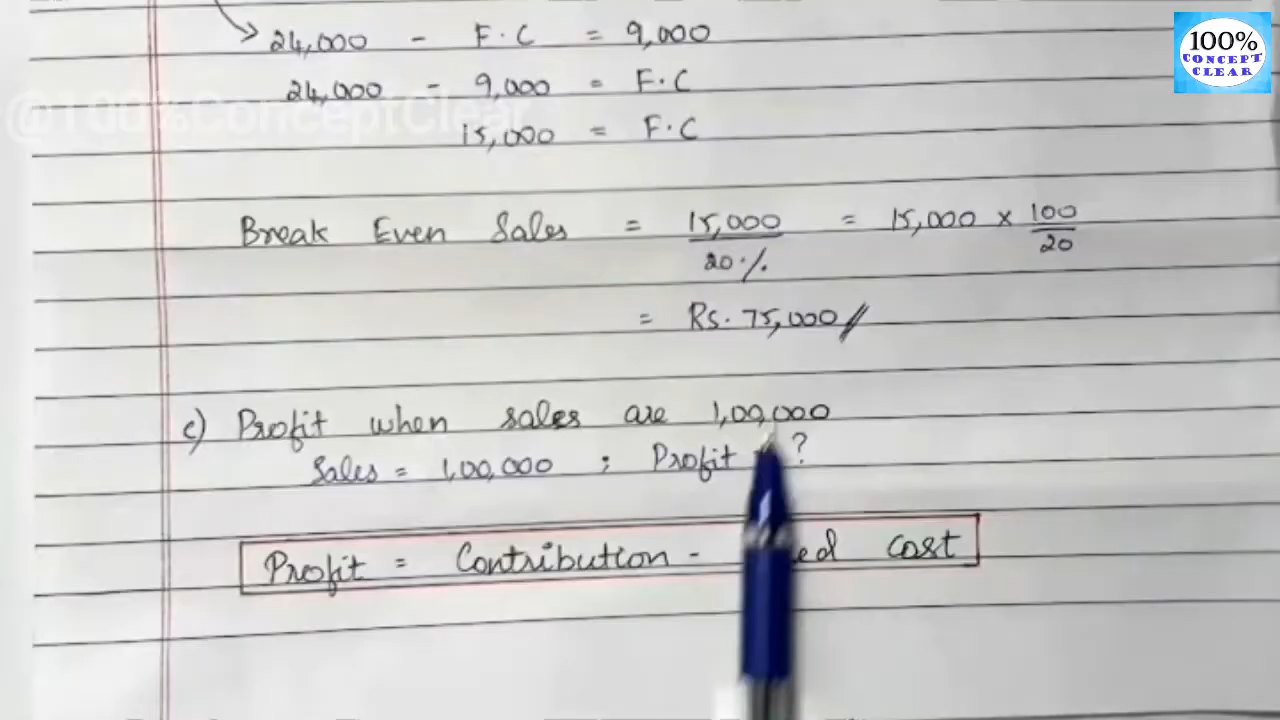 100%
CONCEPT
CLEAR
24,000 - F.C = 9,000
24,000 - 9,000 = F.C
@100%ConceptClear
15,000 = F.C
Break Even Sales = 15,000 / 20% = 15,000 × 100 / 20
= Rs. 75,000//
c) Profit when sales are 1,00,000
Sales = 1,00,000 ; Profit = ?
Profit = Contribution - cost